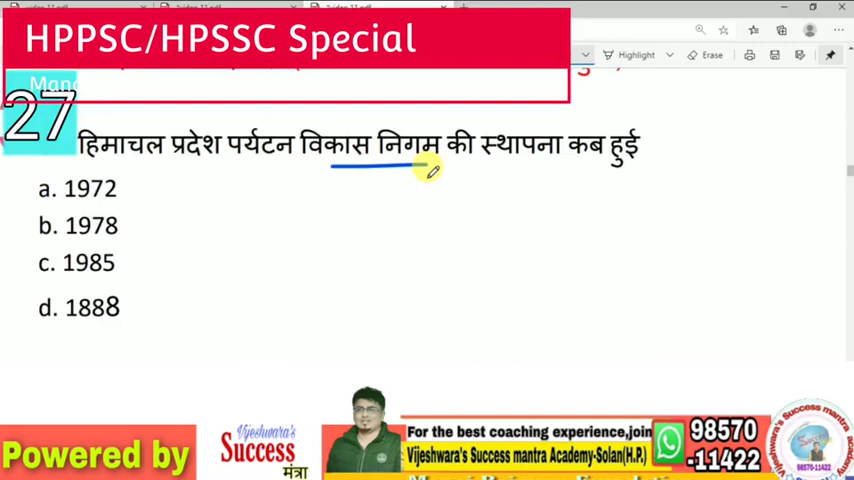 HPPSC/HPSSC Special
Highlight
Erase
27
हिमाचल प्रदेश पर्यटन विकास निगम की स्थापना कब हुई
a. 1972
b. 1978
c. 1985
d. 1888
Powered by
Vijeshwara's
Success
मंत्रा
For the best coaching experience,join
Vijeshwara's Success mantra Academy-Solan(H.P.)
98570
-11422